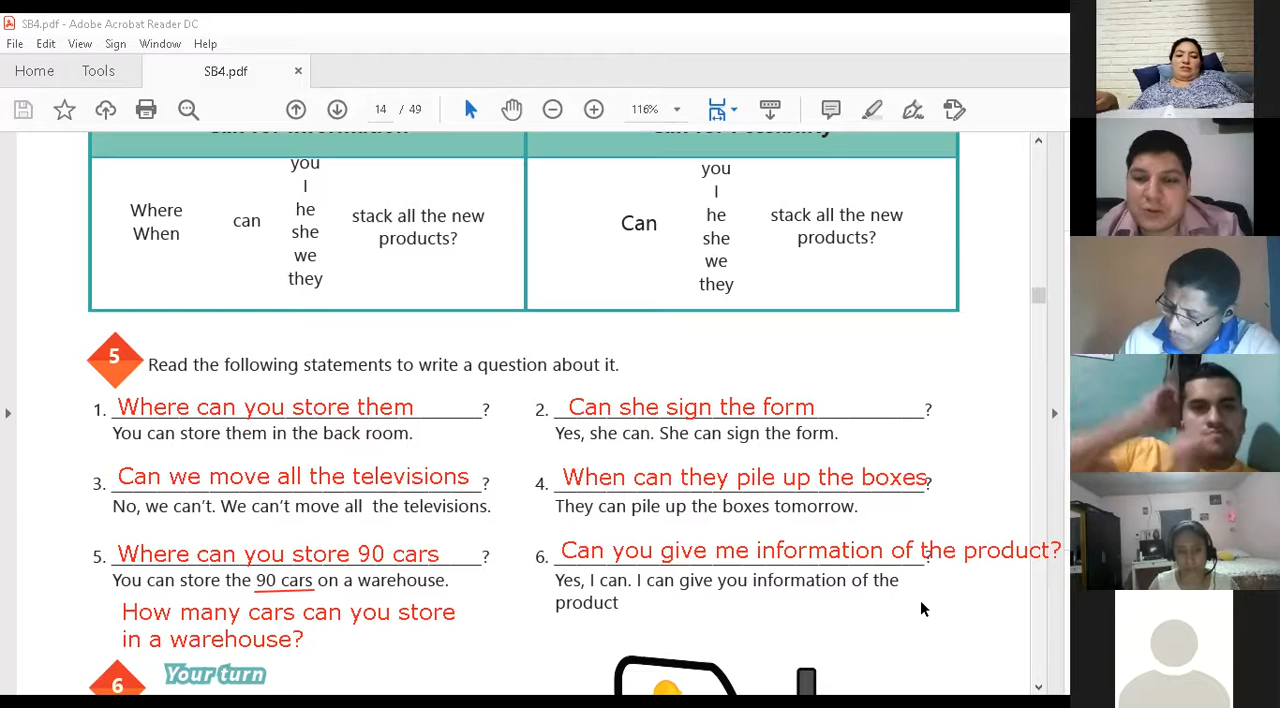 SB4.pdf - Adobe Acrobat Reader DC
File Edit View Sign Window Help
Home Tools SB4.pdf ×
14 / 49 116%
you
I
he
she
we
they
Where
When
can
stack all the new
products?
Can
you
I
he
she
we
they
stack all the new
products?
5 Read the following statements to write a question about it.
1. Where can you store them ?
You can store them in the back room.
2. Can she sign the form ?
Yes, she can. She can sign the form.
3. Can we move all the televisions ?
No, we can't. We can't move all the televisions.
4. When can they pile up the boxes ?
They can pile up the boxes tomorrow.
5. Where can you store 90 cars ?
You can store the 90 cars on a warehouse.
How many cars can you store
in a warehouse?
6. Can you give me information of the product?
Yes, I can. I can give you information of the
product
6 Your turn